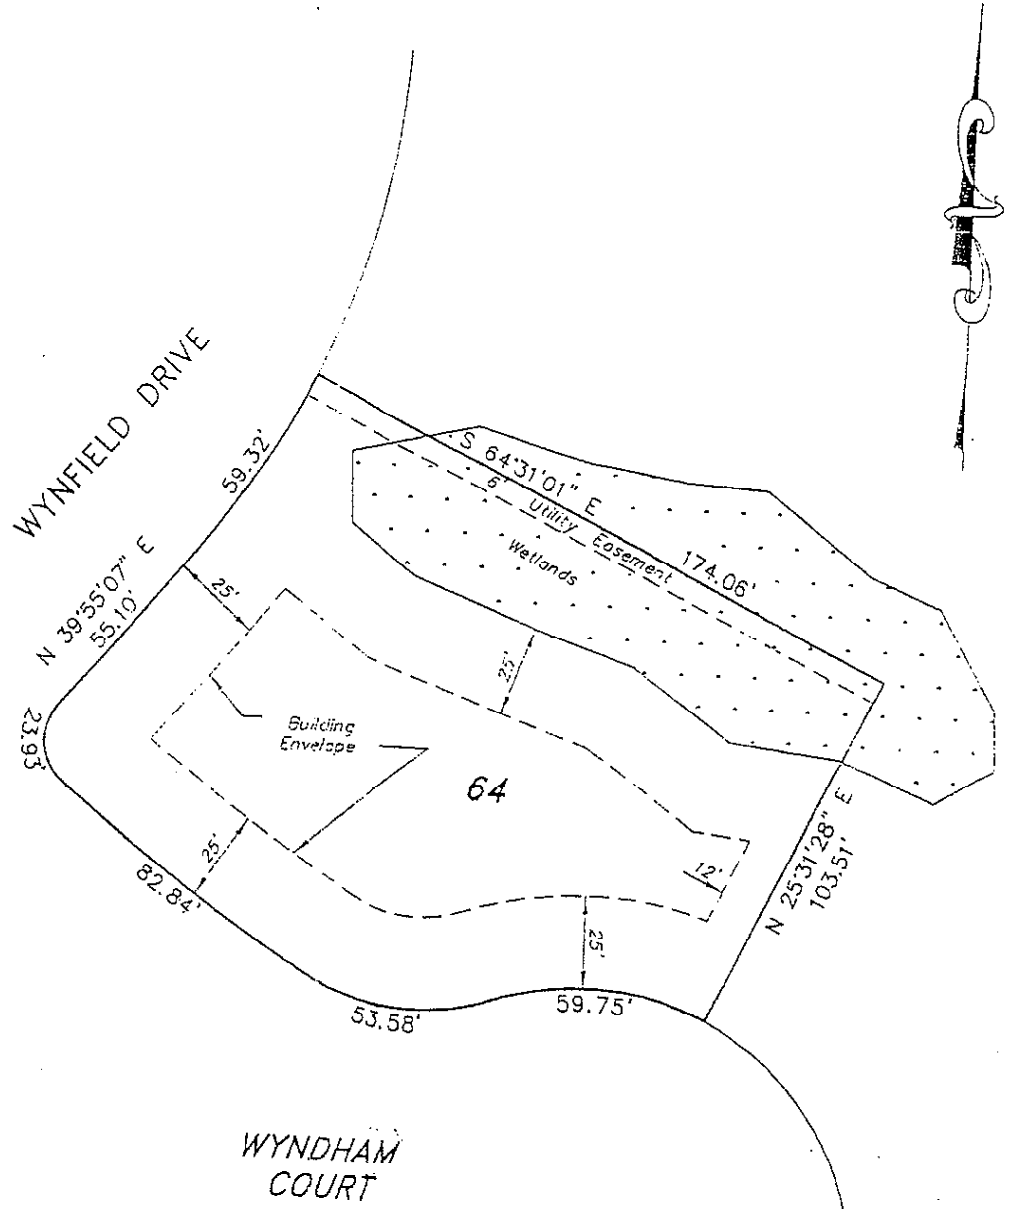 WYNFIELD DRIVE
59.32'
S 64°31'01" E
6' Utility Easement
174.06'
Wetlands
N 39°55'07" E
55.10'
25'
25'
23.93'
Building
Envelope
64
25'
12'
N 25°31'28" E
103.51'
82.84'
25'
53.58'
59.75'
WYNDHAM
COURT